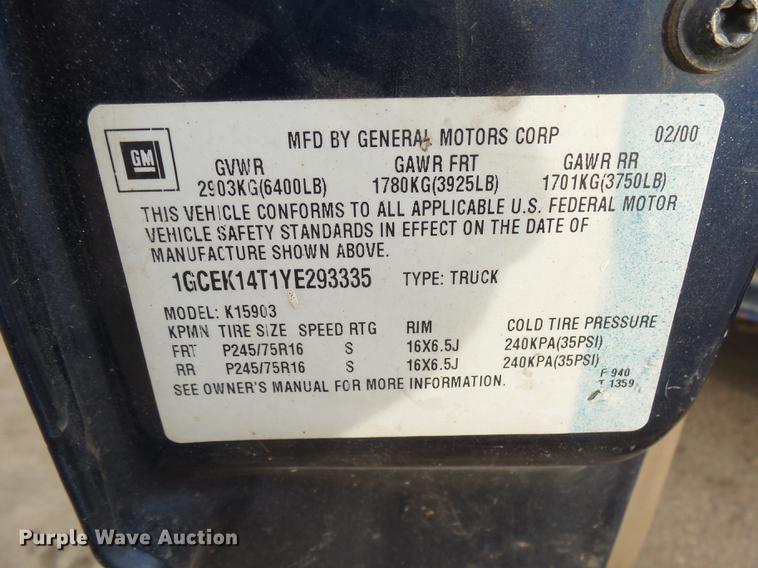 MFD BY GENERAL MOTORS CORP 02/00
GM
GVWR GAWR FRT GAWR RR
2903KG(6400LB) 1780KG(3925LB) 1701KG(3750LB)
THIS VEHICLE CONFORMS TO ALL APPLICABLE U.S. FEDERAL MOTOR
VEHICLE SAFETY STANDARDS IN EFFECT ON THE DATE OF
MANUFACTURE SHOWN ABOVE.
1GCEK14T1YE293335 TYPE: TRUCK
MODEL: K15903
KPMN TIRE SIZE SPEED RTG RIM COLD TIRE PRESSURE
FRT P245/75R16 S 16X6.5J 240KPA(35PSI)
RR P245/75R16 S 16X6.5J 240KPA(35PSI)
SEE OWNER'S MANUAL FOR MORE INFORMATION.
F 940
T 1359
Purple Wave Auction